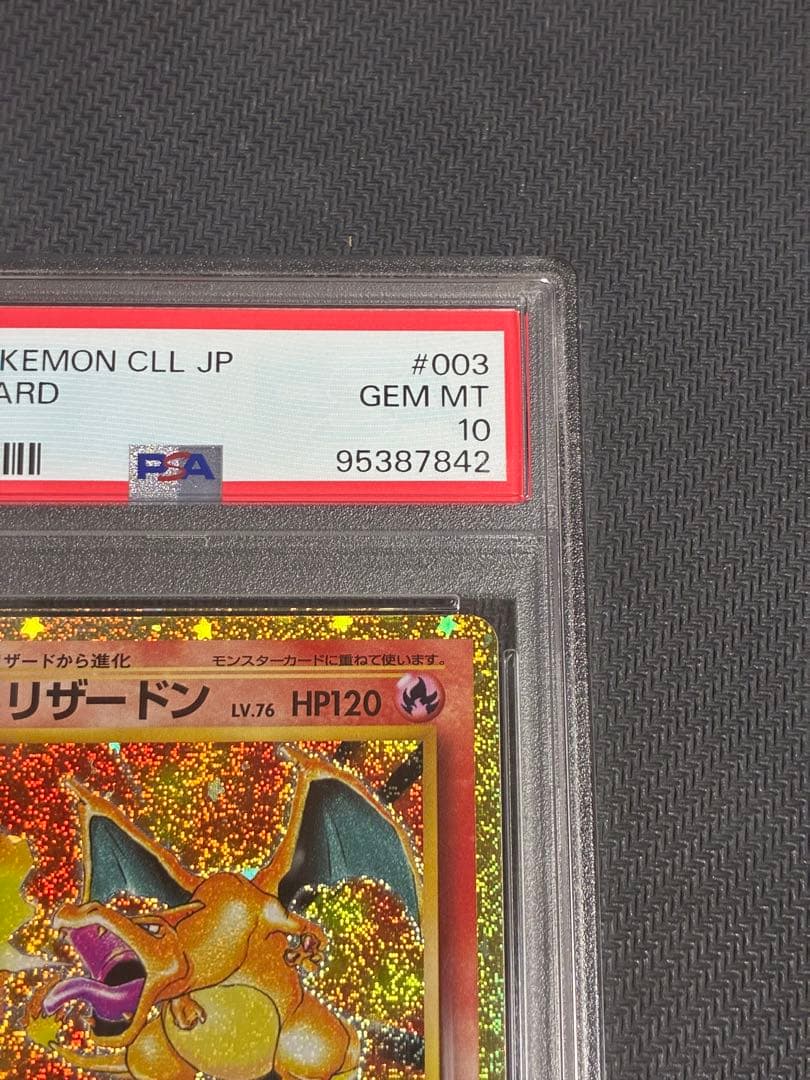 KEMON CLL JP #003
ARD GEM MT
10
PSA 95387842
ザードから進化 モンスターカードに重ねて使います。
リザードン LV.76 HP120